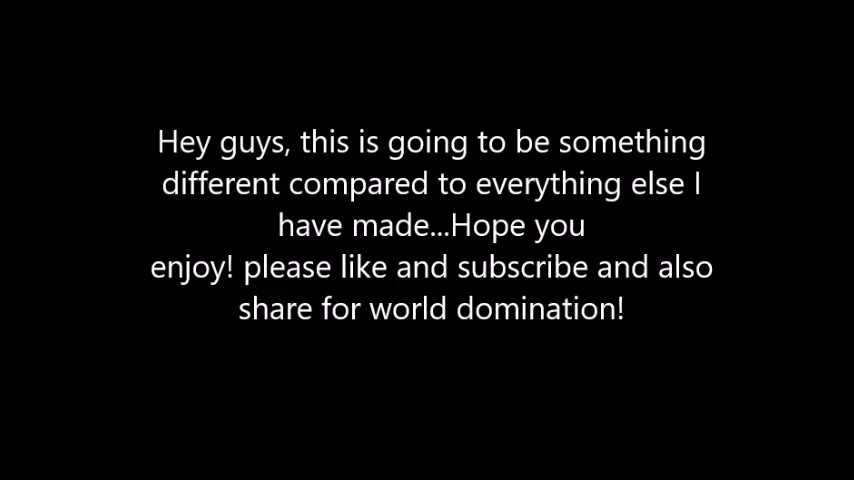 Hey guys, this is going to be something
different compared to everything else I
have made...Hope you
enjoy! please like and subscribe and also
share for world domination!